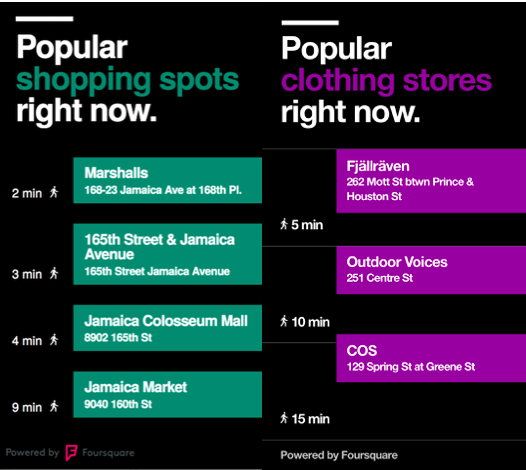 Popular
shopping spots
right now.
2 min
Marshalls
168-23 Jamaica Ave at 168th Pl.
3 min
165th Street & Jamaica
Avenue
165th Street Jamaica Avenue
4 min
Jamaica Colosseum Mall
8902 165th St
9 min
Jamaica Market
9040 160th St
Powered by Foursquare
Popular
clothing stores
right now.
Fjällräven
262 Mott St btwn Prince &
Houston St
5 min
Outdoor Voices
251 Centre St
10 min
COS
129 Spring St at Greene St
15 min
Powered by Foursquare